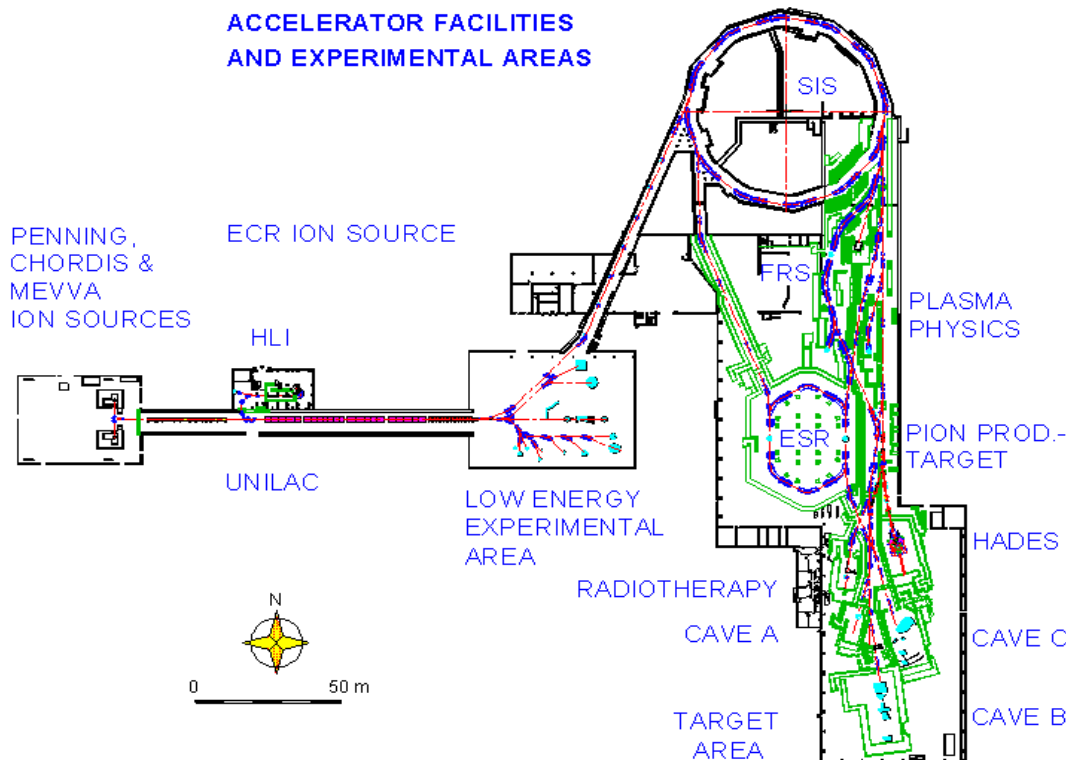 ACCELERATOR FACILITIES
AND EXPERIMENTAL AREAS
SIS
PENNING,
CHORDIS &
MEVVA
ION SOURCES
ECR ION SOURCE
FRS
PLASMA
PHYSICS
HLI
ESR
PION PROD.-
TARGET
UNILAC
LOW ENERGY
EXPERIMENTAL
AREA
HADES
RADIOTHERAPY
CAVE A
CAVE C
N
0 50 m
TARGET
AREA
CAVE B